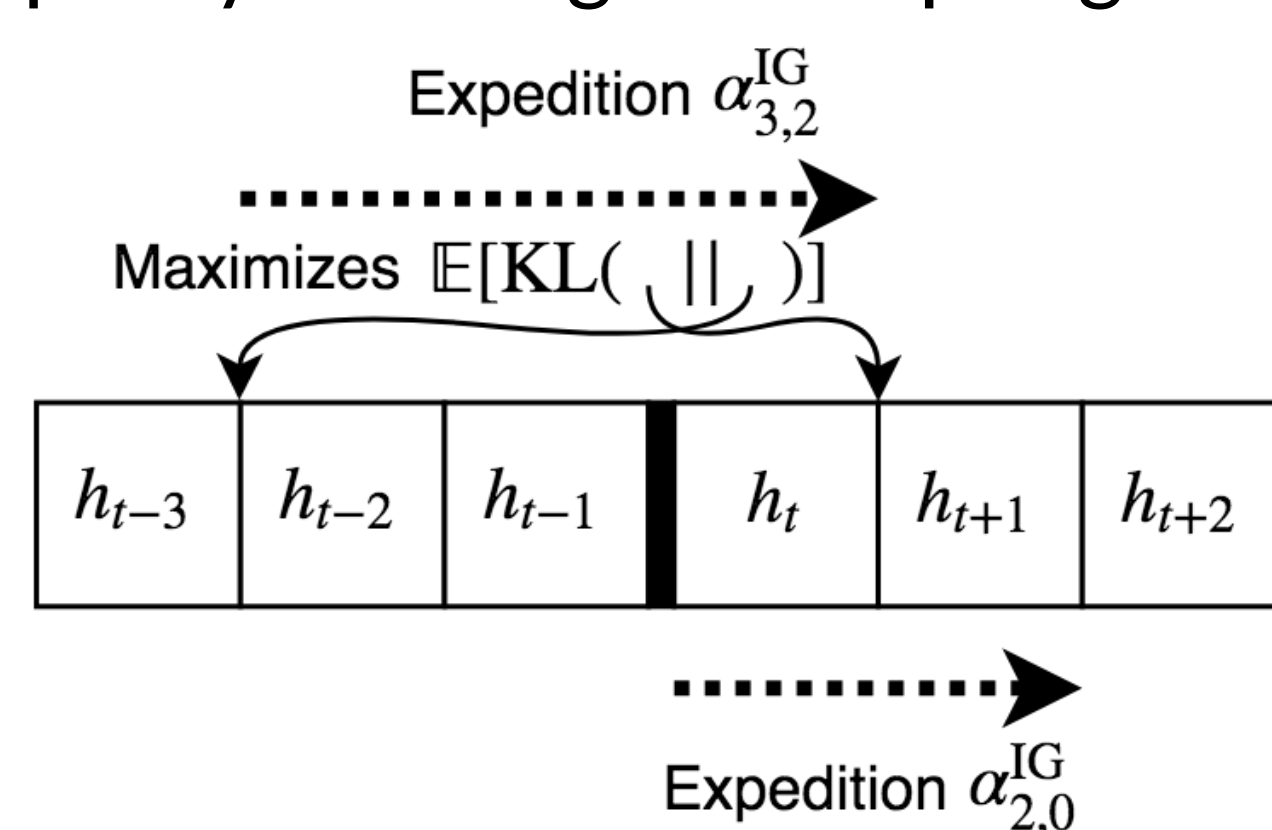 Expedition α^IG_3,2
Maximizes 𝔼[KL( || )]
h_t−3 h_t−2 h_t−1 h_t h_t+1 h_t+2
Expedition α^IG_2,0